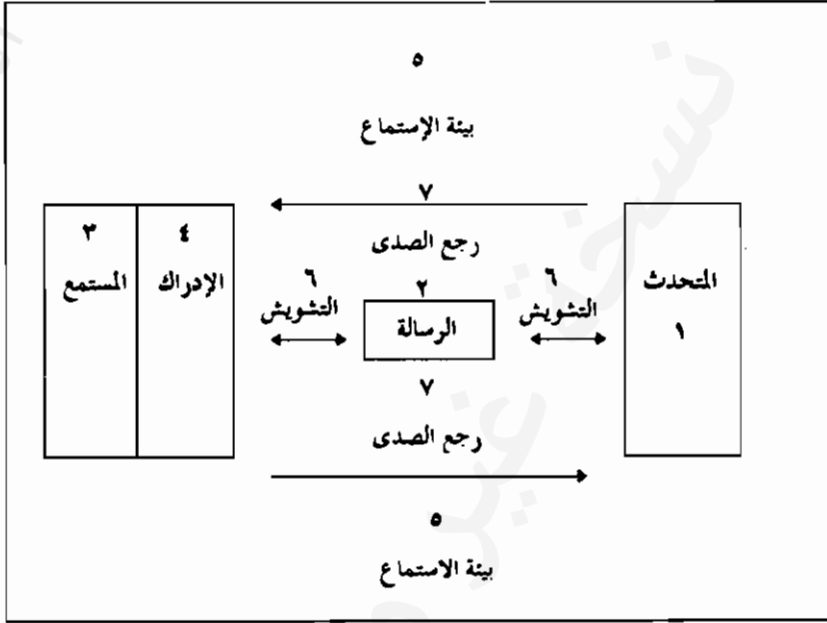 ٥
بيئة الإستماع
٧
رجع الصدى
المتحدث
١
٦
التشويش
٢
الرسالة
٦
التشويش
٤
الإدراك
٣
المستمع
٧
رجع الصدى
٥
بيئة الاستماع